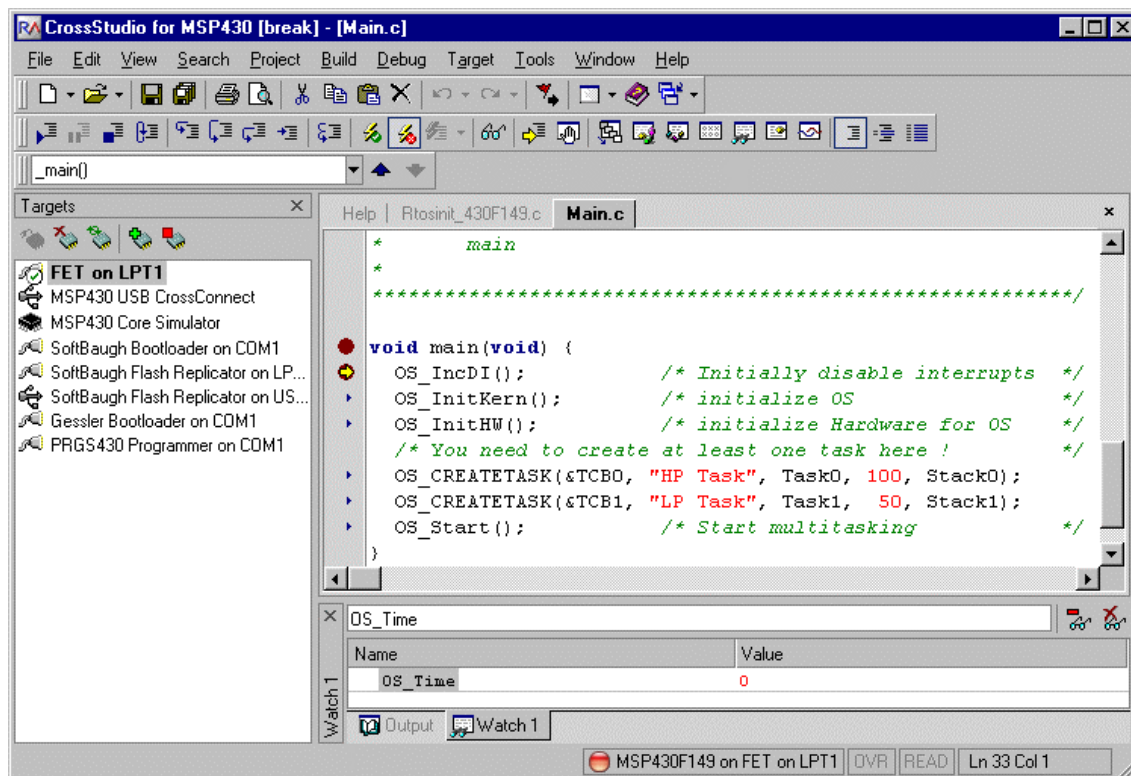 CrossStudio for MSP430 [break] - [Main.c]
File Edit View Search Project Build Debug Target Tools Window Help
_main()
Targets
FET on LPT1
MSP430 USB CrossConnect
MSP430 Core Simulator
SoftBaugh Bootloader on COM1
SoftBaugh Flash Replicator on LP...
SoftBaugh Flash Replicator on US...
Gessler Bootloader on COM1
PRGS430 Programmer on COM1
Help | Rtosinit_430F149.c Main.c
* main
*
**********************************************************/
void main(void) {
OS_IncDI(); /* Initially disable interrupts */
OS_InitKern(); /* initialize OS */
OS_InitHW(); /* initialize Hardware for OS */
/* You need to create at least one task here ! */
OS_CREATETASK(&TCB0, "HP Task", Task0, 100, Stack0);
OS_CREATETASK(&TCB1, "LP Task", Task1, 50, Stack1);
OS_Start(); /* Start multitasking */
}
OS_Time
Name Value
OS_Time 0
Watch 1
Output Watch 1
MSP430F149 on FET on LPT1 OVR READ Ln 33 Col 1